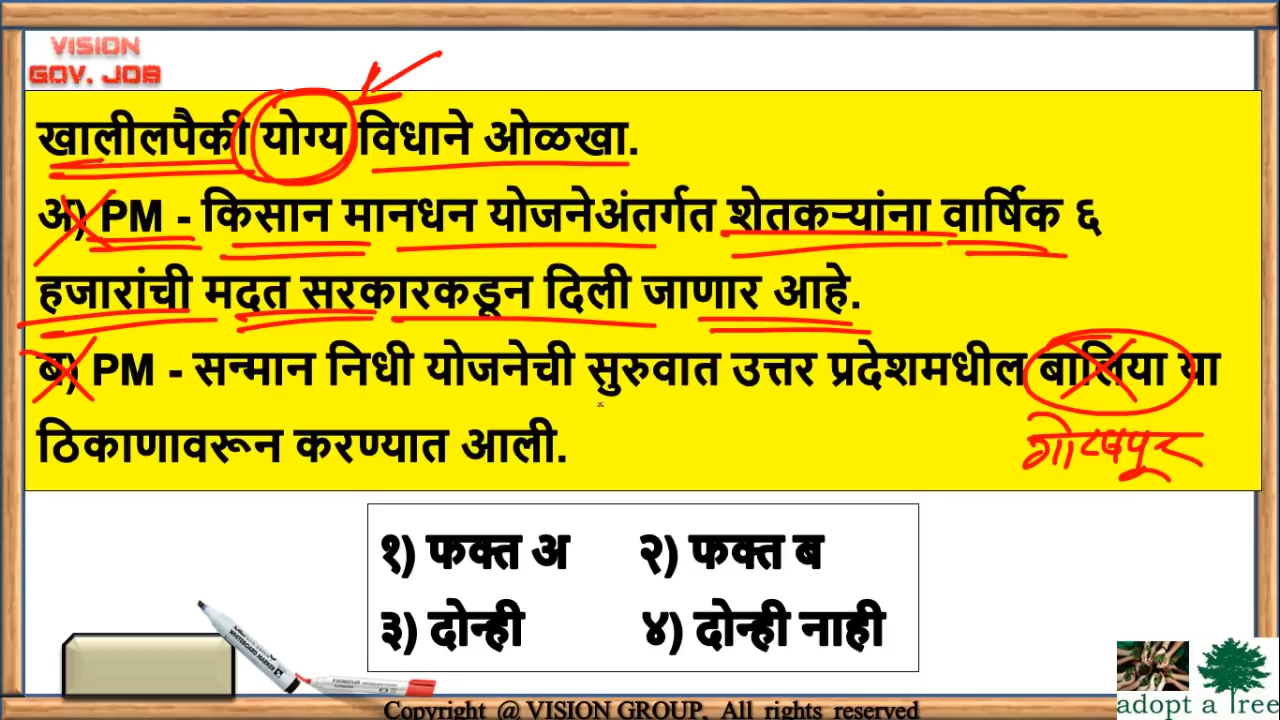 VISION
GOV. JOB
खालीलपैकी योग्य विधाने ओळखा.
अ) PM - किसान मानधन योजनेअंतर्गत शेतकऱ्यांना वार्षिक ६
हजारांची मदत सरकारकडून दिली जाणार आहे.
ब) PM - सन्मान निधी योजनेची सुरुवात उत्तर प्रदेशमधील बालिया या
ठिकाणावरून करण्यात आली.
गोरखपूर
१) फक्त अ २) फक्त ब
३) दोन्ही ४) दोन्ही नाही
adopt a Tree
Copyright @ VISION GROUP. All rights reserved